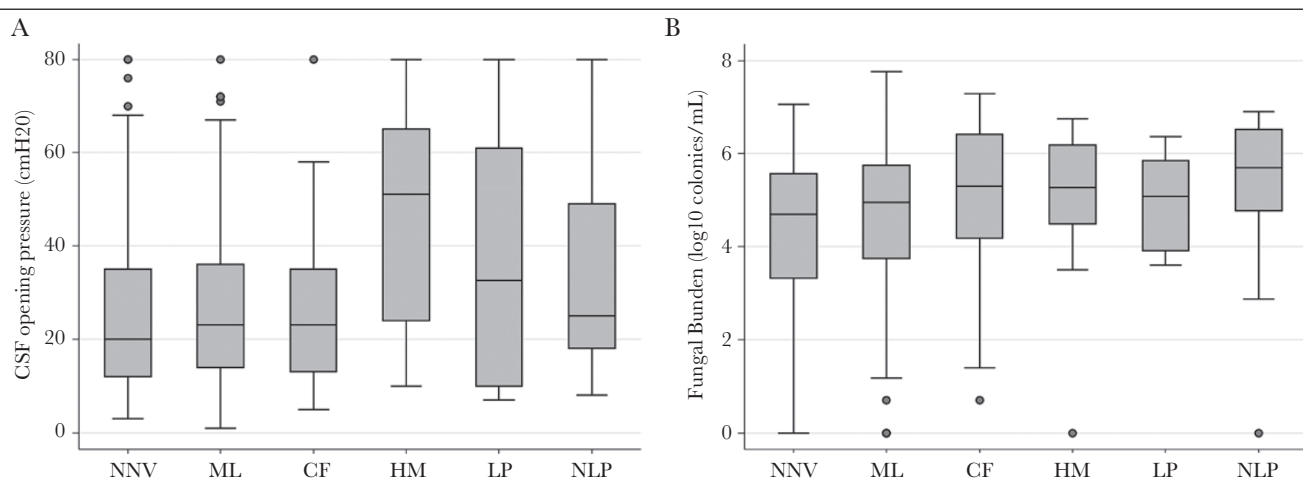 A
CSF opening pressure (cmH20)
80
60
40
20
0
NNV ML CF HM LP NLP
B
Fungal Bunden (log10 colonies/mL)
8
6
4
2
0
NNV ML CF HM LP NLP